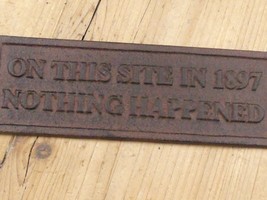 ON THIS SITE IN 1897
NOTHING HAPPENED